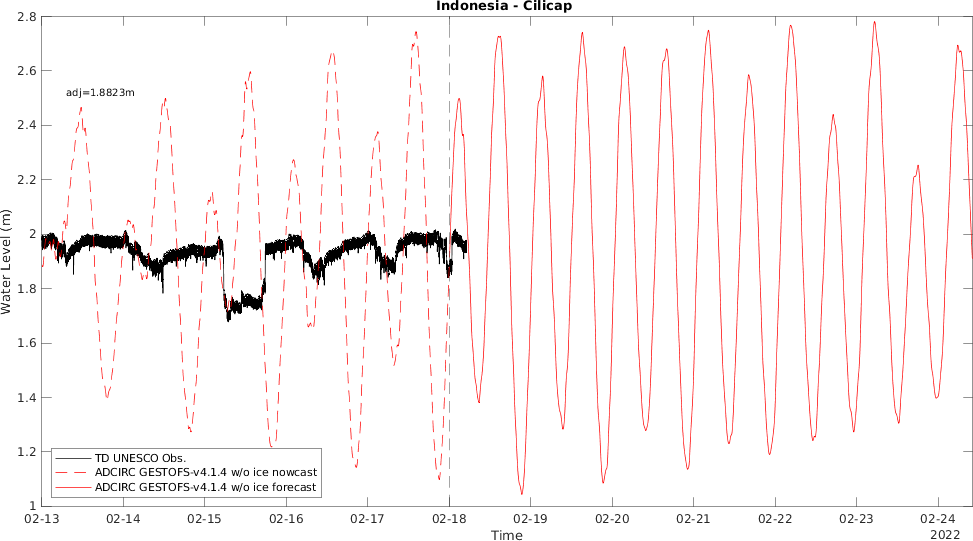 Indonesia - Cilicap
2.8
2.6
2.4
2.2
2
1.8
1.6
1.4
1.2
1
Water Level (m)
adj=1.8823m
TD UNESCO Obs.
ADCIRC GESTOFS-v4.1.4 w/o ice nowcast
ADCIRC GESTOFS-v4.1.4 w/o ice forecast
02-13 02-14 02-15 02-16 02-17 02-18 02-19 02-20 02-21 02-22 02-23 02-24
2022
Time